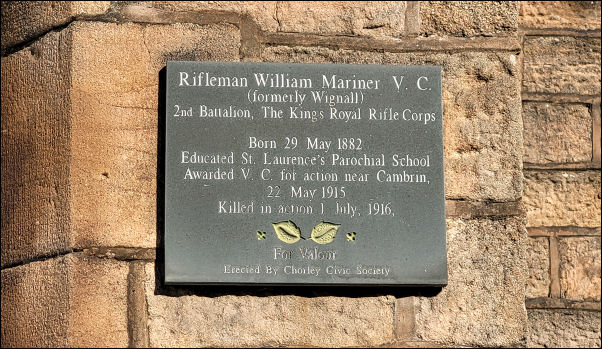 Rifleman William Mariner V. C.
(formerly Wignall)
2nd Battalion, The Kings Royal Rifle Corps
Born 29 May 1882
Educated St. Laurence's Parochial School
Awarded V. C. for action near Cambrin,
22 May 1915
Killed in action 1 July, 1916,
For Valour
Erected By Chorley Civic Society